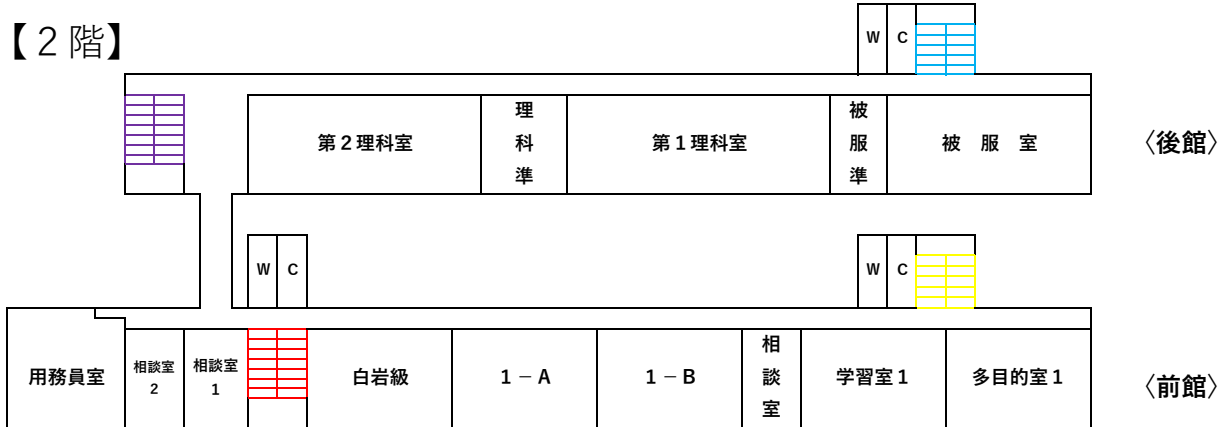 【２階】
W C
第２理科室
理科準
第１理科室
被服準
被 服 室
〈後館〉
W C
W C
用務員室
相談室
2
相談室
1
白岩級
1 － A
1 － B
相談室
学習室１
多目的室１
〈前館〉